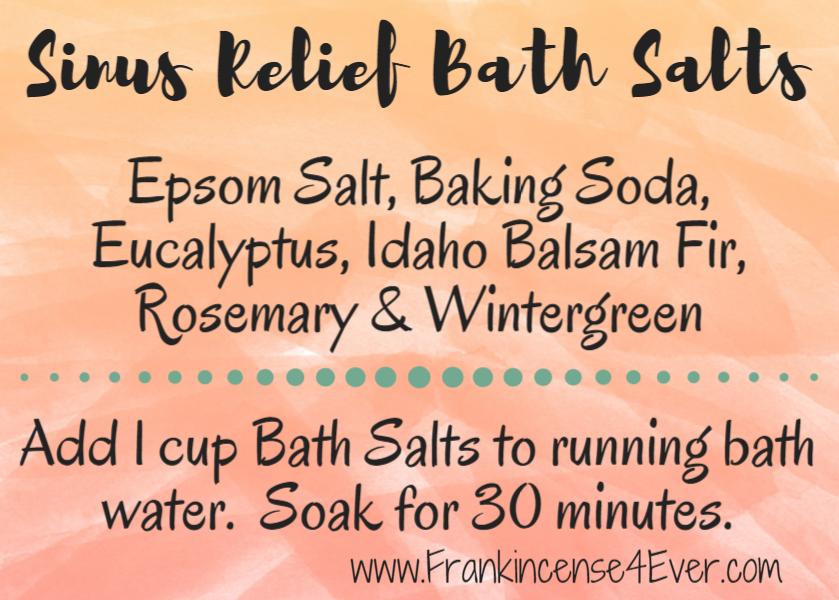 Sinus Relief Bath Salts
Epsom Salt, Baking Soda,
Eucalyptus, Idaho Balsam Fir,
Rosemary & Wintergreen
Add 1 cup Bath Salts to running bath
water. Soak for 30 minutes.
www.Frankincense4Ever.com